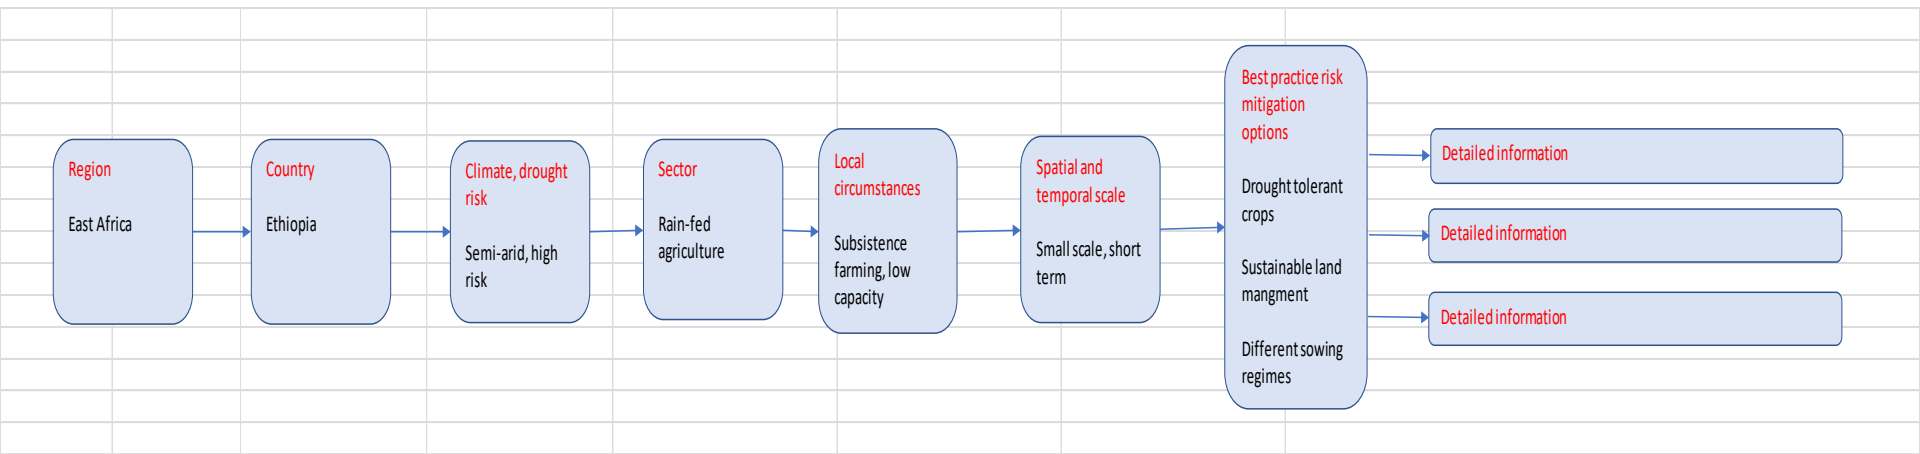 Region
East Africa
Country
Ethiopia
Climate, drought
risk
Semi-arid, high
risk
Sector
Rain-fed
agriculture
Local
circumstances
Subsistence
farming, low
capacity
Spatial and
temporal scale
Small scale, short
term
Best practice risk
mitigation
options
Drought tolerant
crops
Sustainable land
mangment
Different sowing
regimes
Detailed information
Detailed information
Detailed information